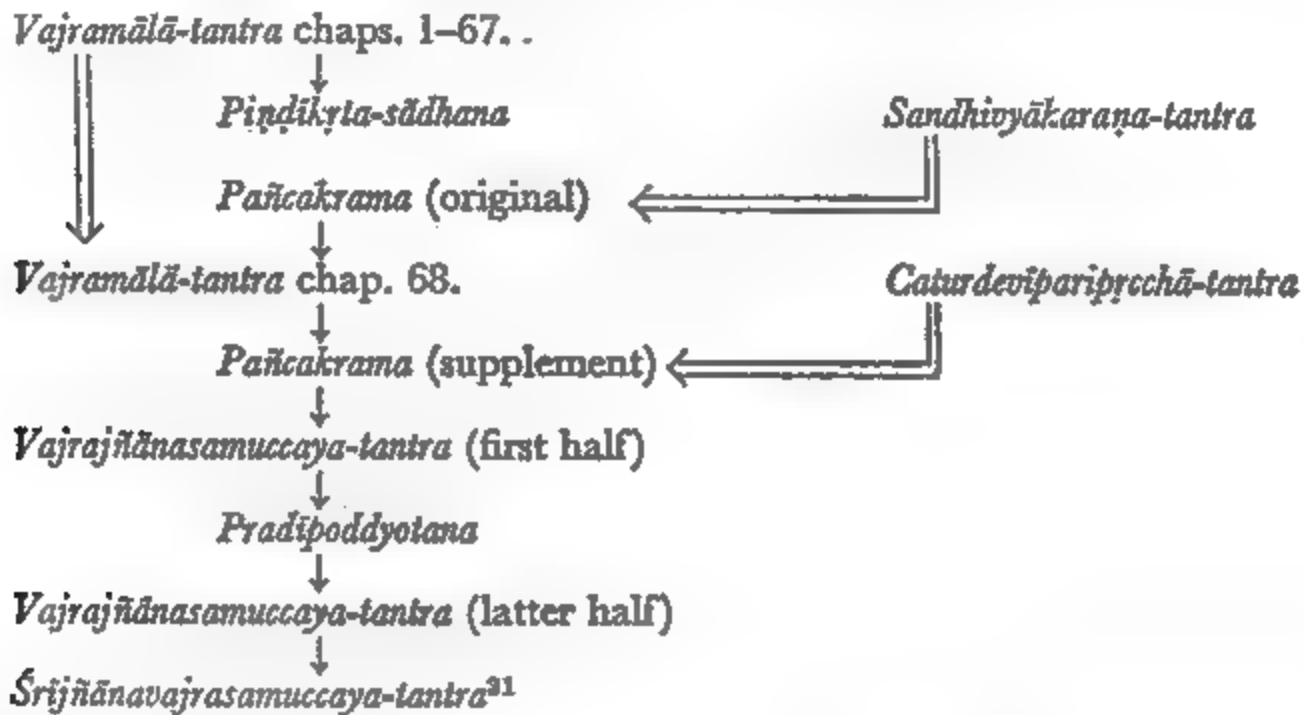 Vajramālā-tantra chaps. 1–67. .
Piṇḍīkṛta-sādhana
Sandhivyākaraṇa-tantra
Pañcakrama (original)
Vajramālā-tantra chap. 68.
Caturdevīparipṛcchā-tantra
Pañcakrama (supplement)
Vajrajñānasamuccaya-tantra (first half)
Pradīpoddyotana
Vajrajñānasamuccaya-tantra (latter half)
Śrījñānavajrasamuccaya-tantra³¹